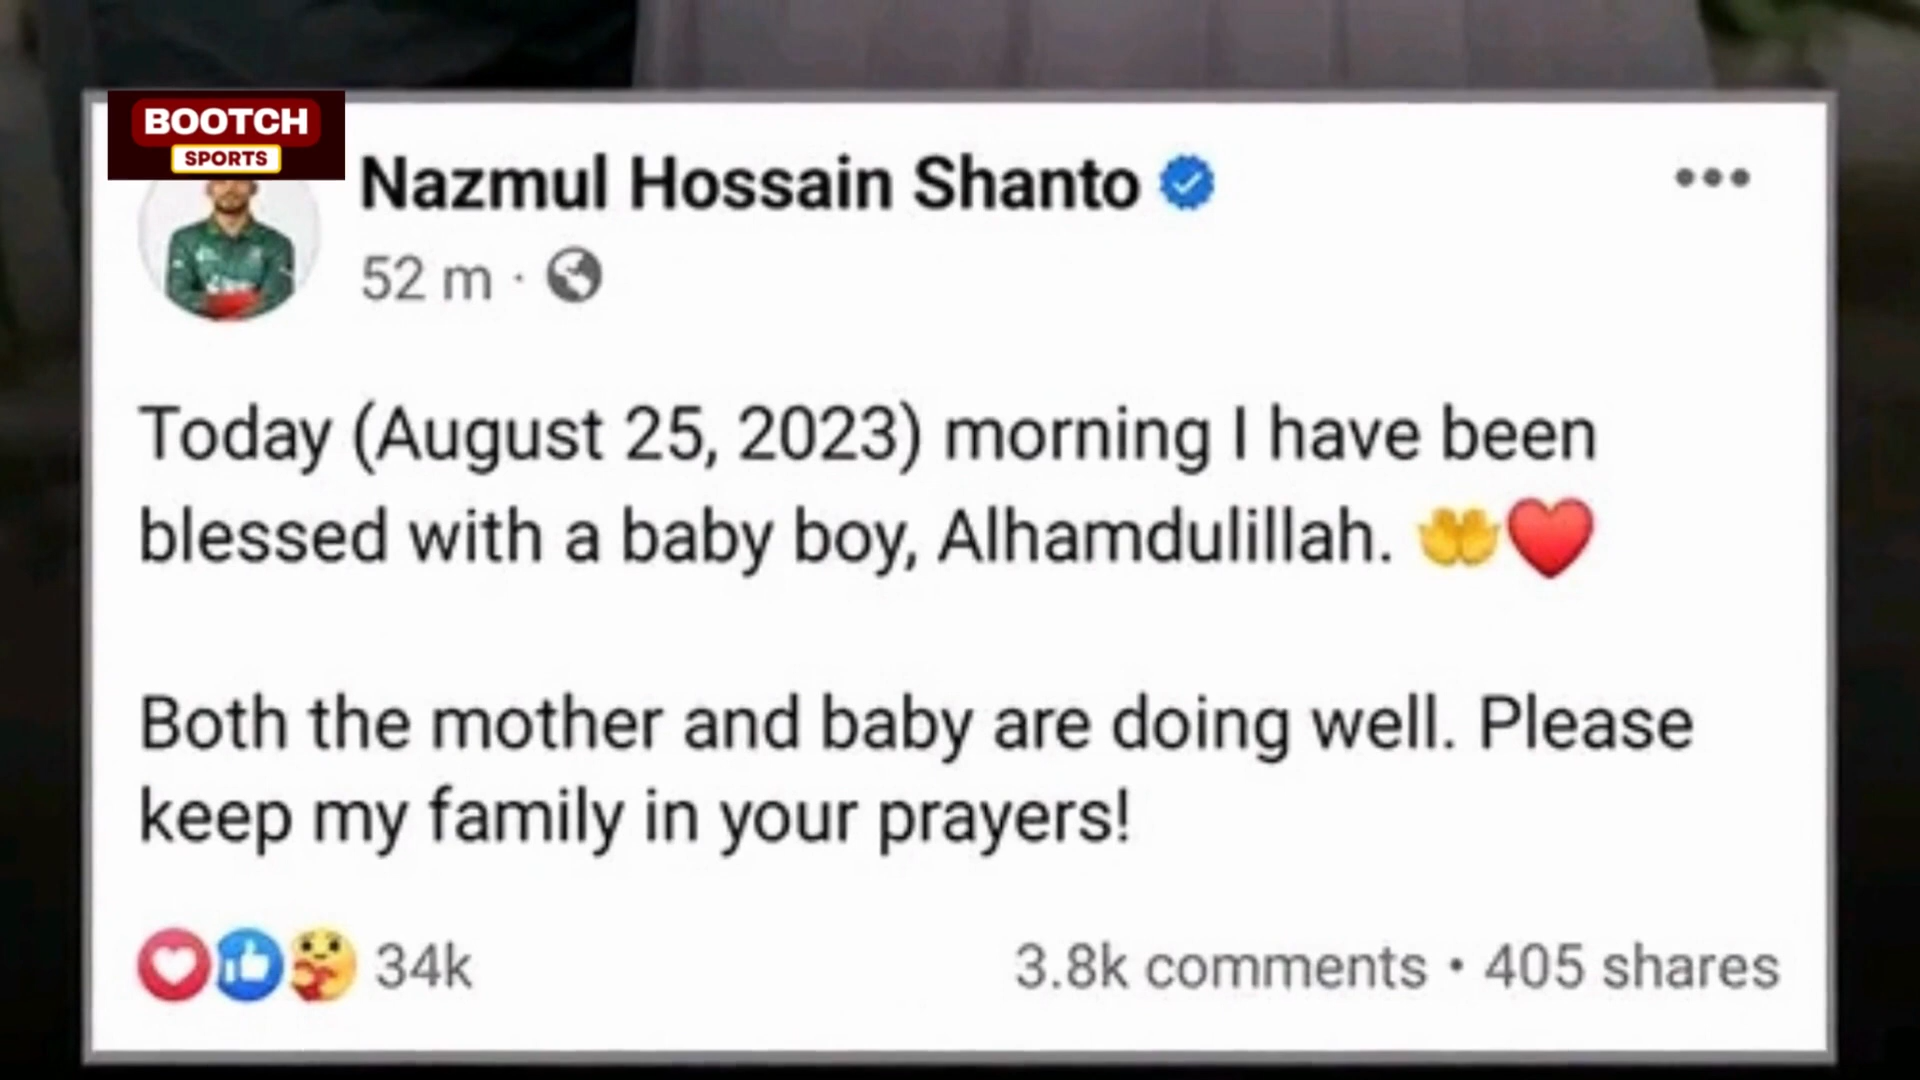 BOOTCH
SPORTS
Nazmul Hossain Shanto
52 m ·
Today (August 25, 2023) morning I have been
blessed with a baby boy, Alhamdulillah. 🤲❤️
Both the mother and baby are doing well. Please
keep my family in your prayers!
34k
3.8k comments • 405 shares